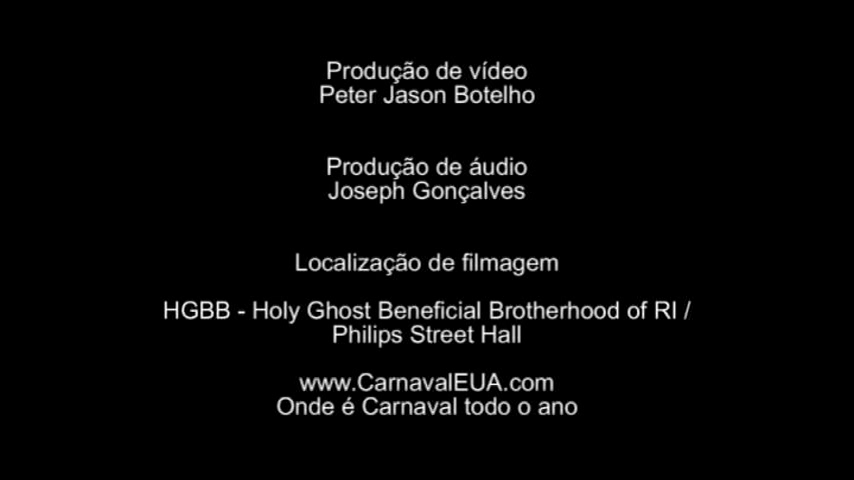 Produção de vídeo
Peter Jason Botelho
Produção de áudio
Joseph Gonçalves
Localização de filmagem
HGBB - Holy Ghost Beneficial Brotherhood of RI /
Philips Street Hall
www.CarnavalEUA.com
Onde é Carnaval todo o ano